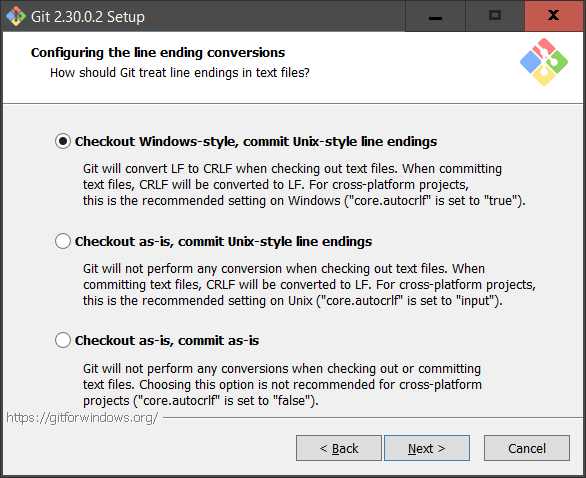 Git 2.30.0.2 Setup
Configuring the line ending conversions
How should Git treat line endings in text files?
Checkout Windows-style, commit Unix-style line endings
Git will convert LF to CRLF when checking out text files. When committing
text files, CRLF will be converted to LF. For cross-platform projects,
this is the recommended setting on Windows ("core.autocrlf" is set to "true").
Checkout as-is, commit Unix-style line endings
Git will not perform any conversion when checking out text files. When
committing text files, CRLF will be converted to LF. For cross-platform projects,
this is the recommended setting on Unix ("core.autocrlf" is set to "input").
Checkout as-is, commit as-is
Git will not perform any conversions when checking out or committing
text files. Choosing this option is not recommended for cross-platform
projects ("core.autocrlf" is set to "false").
https://gitforwindows.org/
< Back
Next >
Cancel